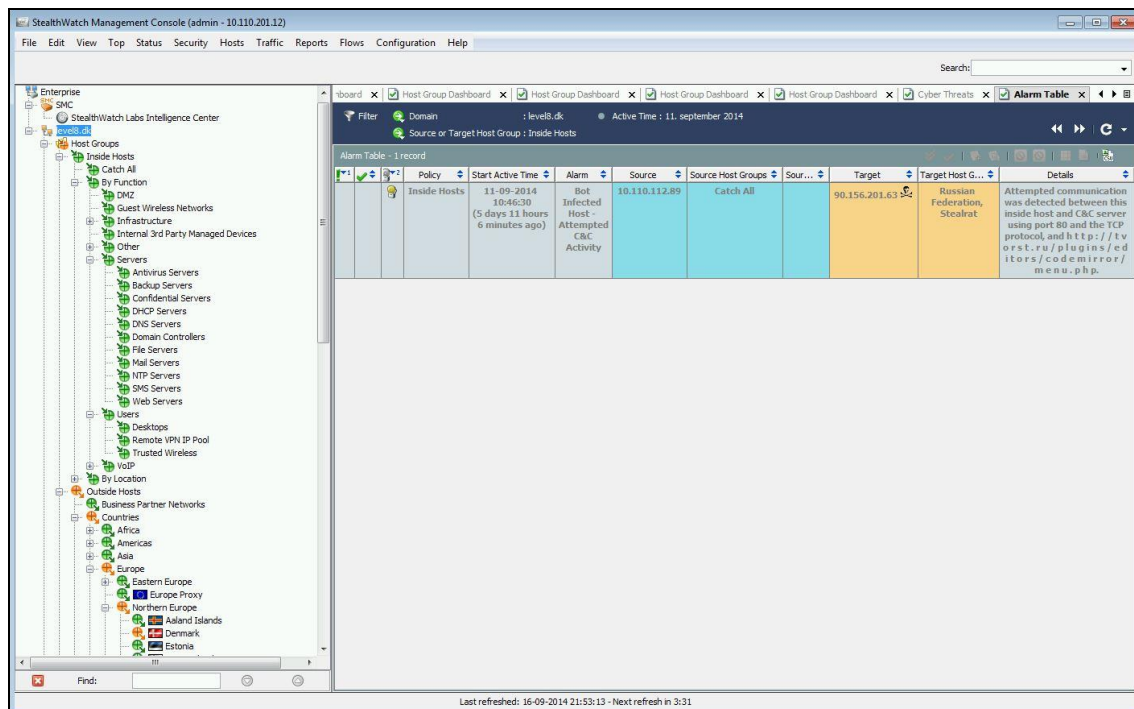 StealthWatch Management Console (admin - 10.110.201.12)
File Edit View Top Status Security Hosts Traffic Reports Flows Configuration Help
Search:
Enterprise
SMC
StealthWatch Labs Intelligence Center
level8.dk
Host Groups
Inside Hosts
Catch All
By Function
DMZ
Guest Wireless Networks
Infrastructure
Internal 3rd Party Managed Devices
Other
Servers
Antivirus Servers
Backup Servers
Confidential Servers
DHCP Servers
DNS Servers
Domain Controllers
File Servers
Mail Servers
NTP Servers
SMS Servers
Web Servers
Users
Desktops
Remote VPN IP Pool
Trusted Wireless
VoIP
By Location
Outside Hosts
Business Partner Networks
Countries
Africa
Americas
Asia
Europe
Eastern Europe
Europe Proxy
Northern Europe
Aaland Islands
Denmark
Estonia
Find:
Host Group Dashboard Host Group Dashboard Host Group Dashboard Host Group Dashboard Cyber Threats Alarm Table
Filter Domain : level8.dk Active Time : 11. september 2014
Source or Target Host Group : Inside Hosts
Alarm Table - 1 record
Policy Start Active Time Alarm Source Source Host Groups Sour... Target Target Host G... Details
Inside Hosts
11-09-2014
10:46:30
(5 days 11 hours
6 minutes ago)
Bot
Infected
Host -
Attempted
C&C
Activity
10.110.112.89
Catch All
90.156.201.63
Russian
Federation,
Stealrat
Attempted communication
was detected between this
inside host and C&C server
using port 80 and the TCP
protocol, and h t t p : / / t v
o r s t . r u / p l u g i n s / e d
i t o r s / c o d e m i r r o r /
m e n u . p h p.
Last refreshed: 16-09-2014 21:53:13 - Next refresh in 3:31